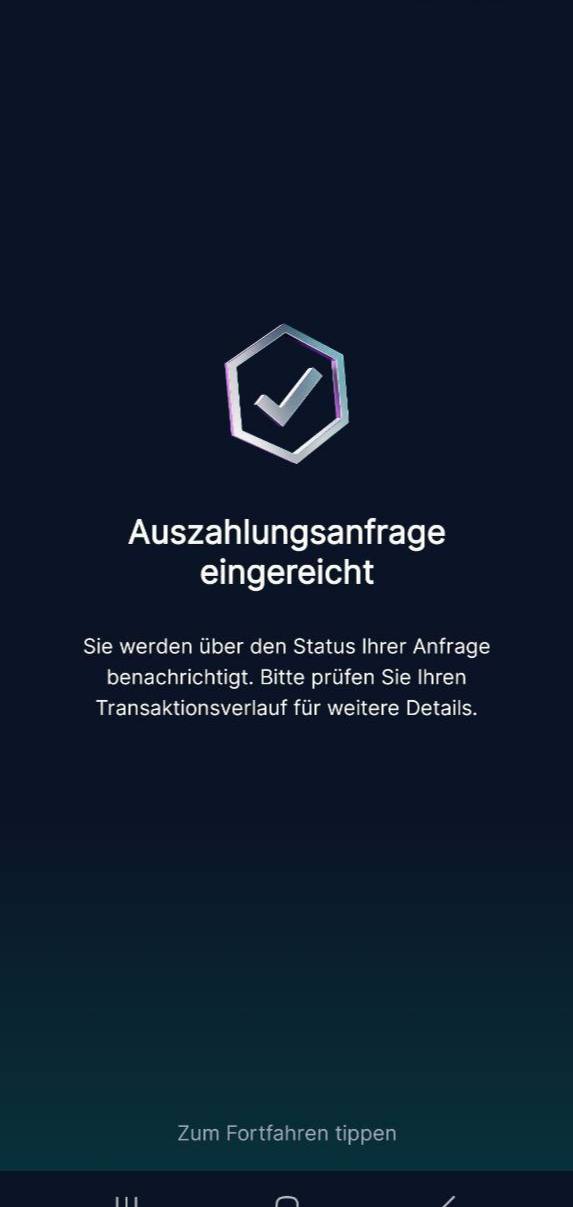 Auszahlungsanfrage
eingereicht
Sie werden über den Status Ihrer Anfrage
benachrichtigt. Bitte prüfen Sie Ihren
Transaktionsverlauf für weitere Details.
Zum Fortfahren tippen